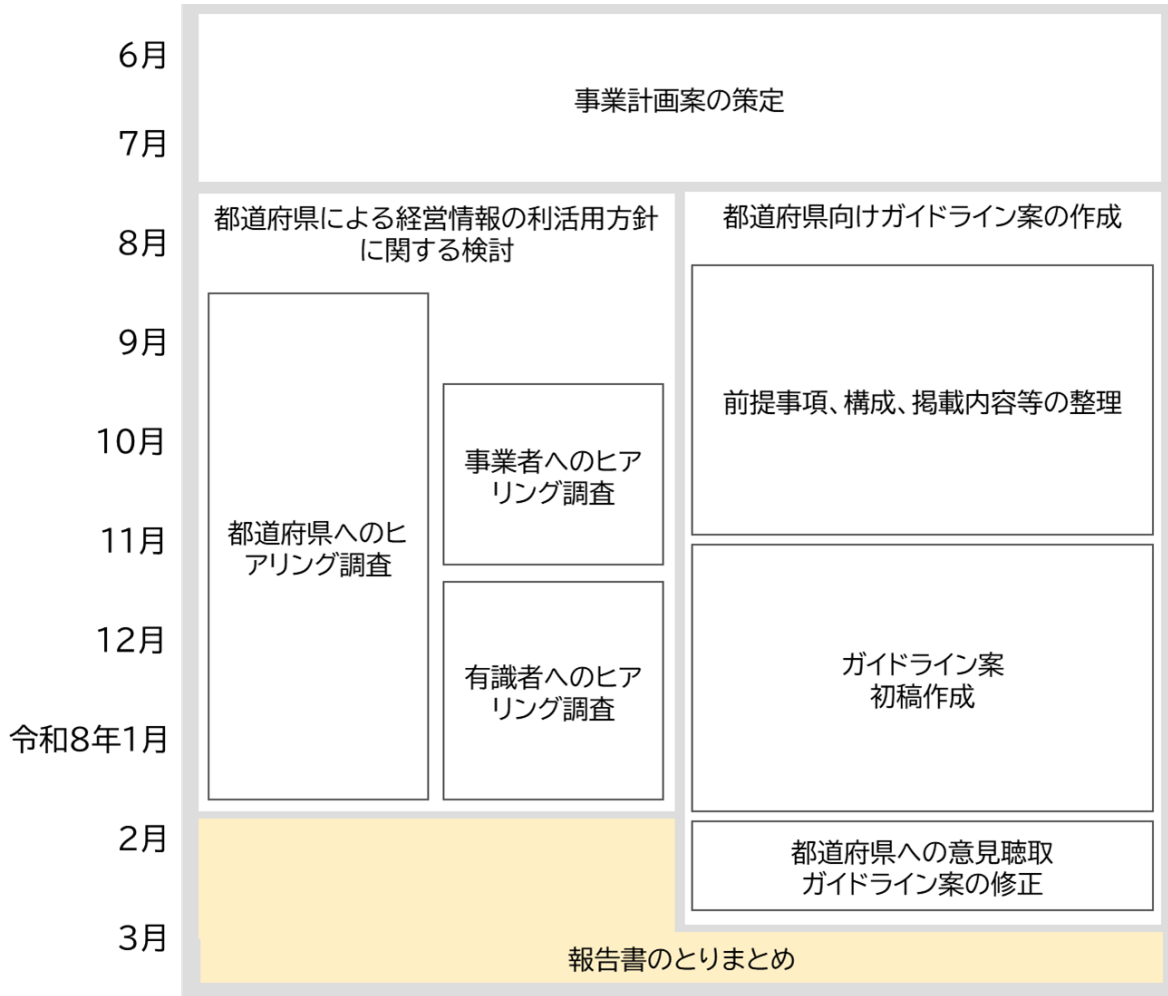 6月
7月
8月
9月
10月
11月
12月
令和8年1月
2月
3月
事業計画案の策定
都道府県による経営情報の利活用方針
に関する検討
都道府県へのヒ
アリング調査
事業者へのヒア
リング調査
有識者へのヒア
リング調査
都道府県向けガイドライン案の作成
前提事項、構成、掲載内容等の整理
ガイドライン案
初稿作成
都道府県への意見聴取
ガイドライン案の修正
報告書のとりまとめ